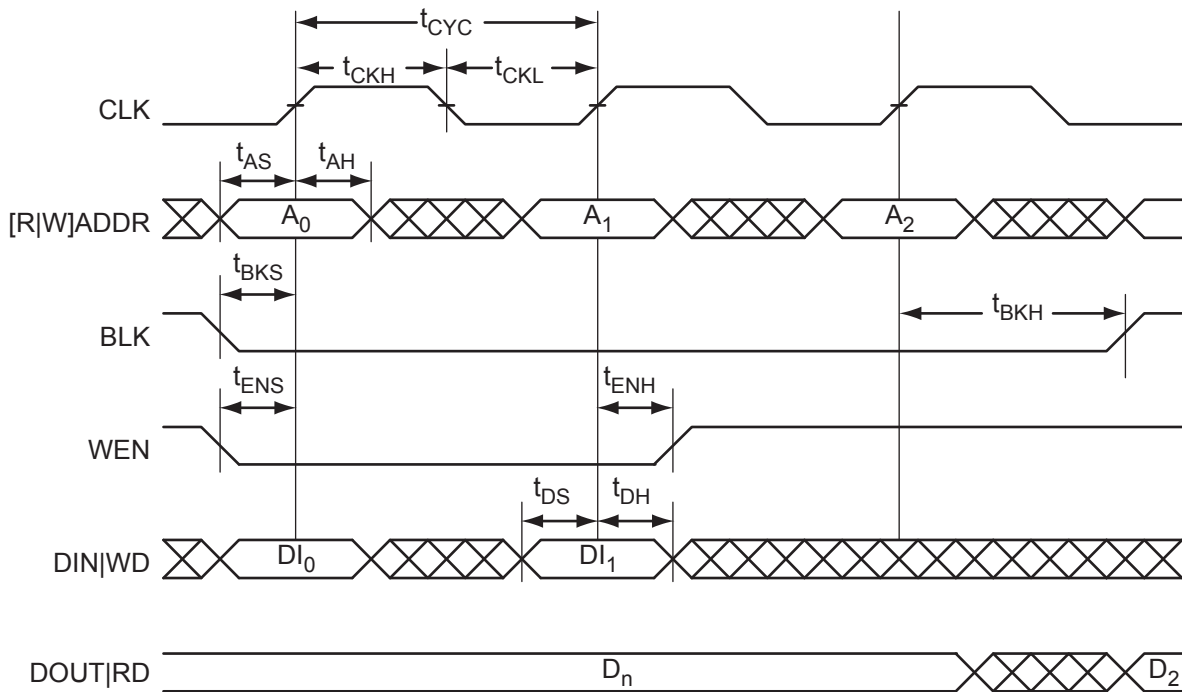 tCYC
tCKH tCKL
CLK
tAS tAH
[R|W]ADDR A0 A1 A2
tBKS
tBKH
BLK
tENS tENH
WEN
tDS tDH
DIN|WD DI0 DI1
DOUT|RD Dn D2